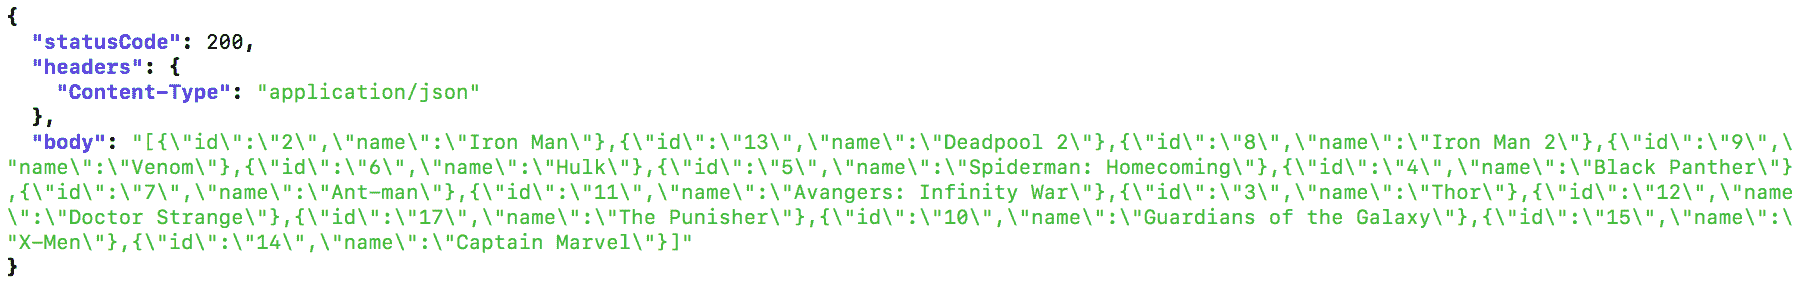 {
  "statusCode": 200,
  "headers": {
    "Content-Type": "application/json"
  },
  "body": "[{\"id\":\"2\",\"name\":\"Iron Man\"},{\"id\":\"13\",\"name\":\"Deadpool 2\"},{\"id\":\"8\",\"name\":\"Iron Man 2\"},{\"id\":\"9\",\
"name\":\"Venom\"},{\"id\":\"6\",\"name\":\"Hulk\"},{\"id\":\"5\",\"name\":\"Spiderman: Homecoming\"},{\"id\":\"4\",\"name\":\"Black Panther\"}
,{\"id\":\"7\",\"name\":\"Ant-man\"},{\"id\":\"11\",\"name\":\"Avangers: Infinity War\"},{\"id\":\"3\",\"name\":\"Thor\"},{\"id\":\"12\",\"name
\":\"Doctor Strange\"},{\"id\":\"17\",\"name\":\"The Punisher\"},{\"id\":\"10\",\"name\":\"Guardians of the Galaxy\"},{\"id\":\"15\",\"name\":\
"X-Men\"},{\"id\":\"14\",\"name\":\"Captain Marvel\"}]"
}